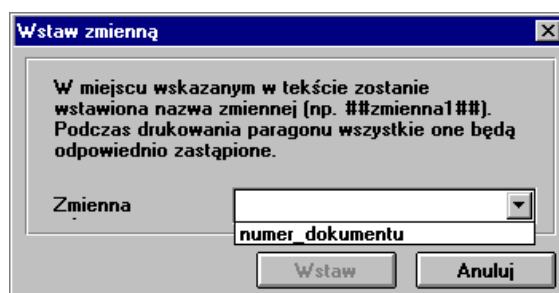 Wstaw zmienną
W miejscu wskazanym w tekście zostanie
wstawiona nazwa zmiennej (np. ##zmienna1##).
Podczas drukowania paragonu wszystkie one będą
odpowiednio zastąpione.
Zmienna
numer_dokumentu
Wstaw
Anuluj